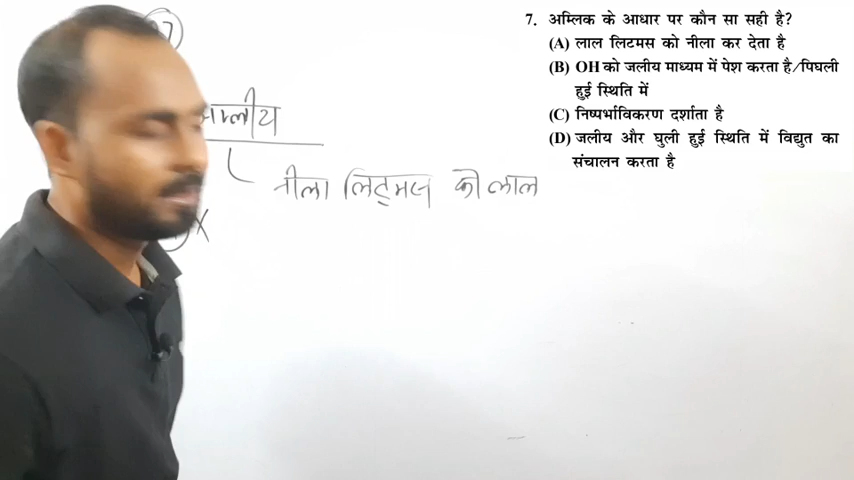 7. अम्लिक के आधार पर कौन सा सही है?
(A) लाल लिटमस को नीला कर देता है
(B) OH को जलीय माध्यम में पेश करता है/पिघली
हुई स्थिति में
(C) निष्पर्भाविकरण दर्शाता है
(D) जलीय और घुली हुई स्थिति में विद्युत का
संचालन करता है
नीला लिट्मस को लाल
X